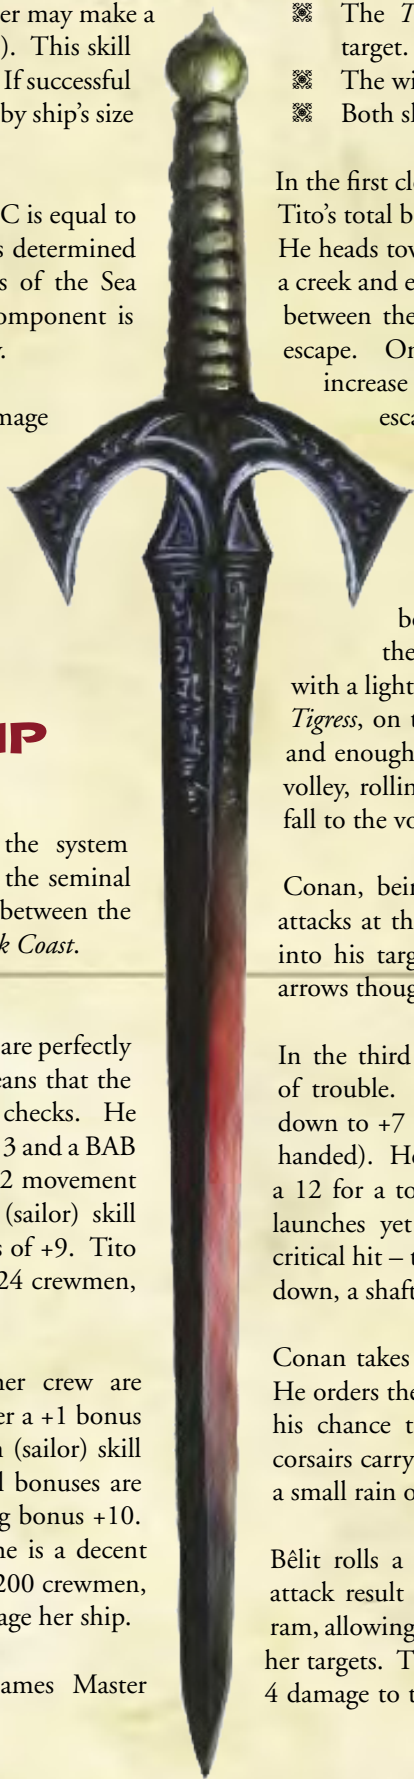 er may make a
). This skill
If successful
by ship's size
C is equal to
s determined
s of the Sea
omponent is
mage
the system
the seminal
between the
k Coast.
are perfectly
eans that the
checks. He
3 and a BAB
2 movement
(sailor) skill
s of +9. Tito
24 crewmen,
her crew are
er a +1 bonus
n (sailor) skill
l bonuses are
g bonus +10.
ne is a decent
200 crewmen,
age her ship.
ames Master
The T
target.
The wi
Both sl
In the first cl
Tito's total b
He heads tow
a creek and e
between the
escape. On
increase
esca
be
the
with a light
Tigress, on t
and enough
volley, rollin
fall to the vo
Conan, bein
attacks at th
into his targ
arrows thoug
In the third
of trouble.
down to +7
handed). He
a 12 for a to
launches yet
critical hit – t
down, a shaft
Conan takes
He orders the
his chance t
corsairs carry
a small rain o
Bêlit rolls a
attack result
ram, allowing
her targets. T
4 damage to t